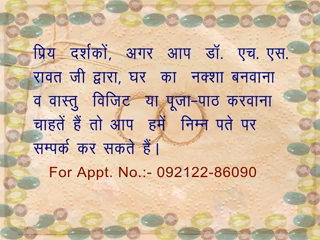 प्रिय दर्शकों, अगर आप डॉ. एच. एस.
रावत जी द्वारा, घर का नक्शा बनवाना
व वास्तु विजिट या पूजा-पाठ करवाना
चाहतें हैं तो आप हमें निम्न पते पर
सम्पर्क कर सकते हैं।
For Appt. No.:- 092122-86090